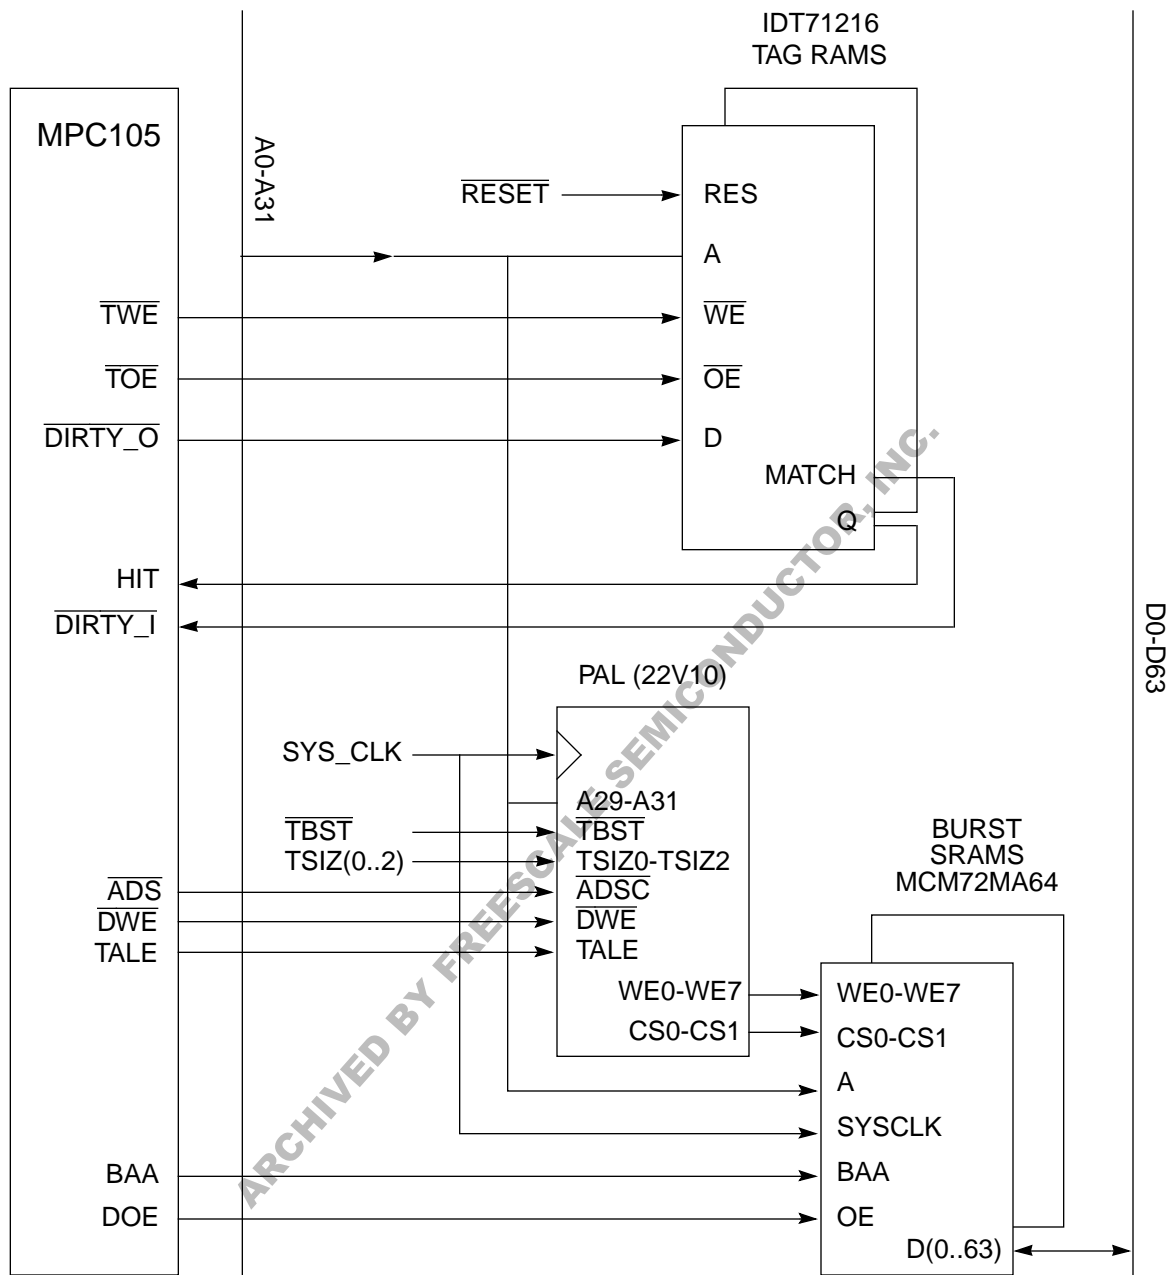 IDT71216
TAG RAMS
MPC105
A0-A31
RESET
RES
A
TWE
WE
TOE
OE
DIRTY_O
D
MATCH
Q
HIT
DIRTY_I
D0-D63
PAL (22V10)
SYS_CLK
A29-A31
TBST
TBST
TSIZ(0..2)
TSIZ0-TSIZ2
ADS
ADSC
DWE
DWE
TALE
TALE
BURST
SRAMS
MCM72MA64
WE0-WE7
WE0-WE7
CS0-CS1
CS0-CS1
A
SYSCLK
BAA
BAA
DOE
OE
D(0..63)
ARCHIVED BY FREESCALE SEMICONDUCTOR, INC.